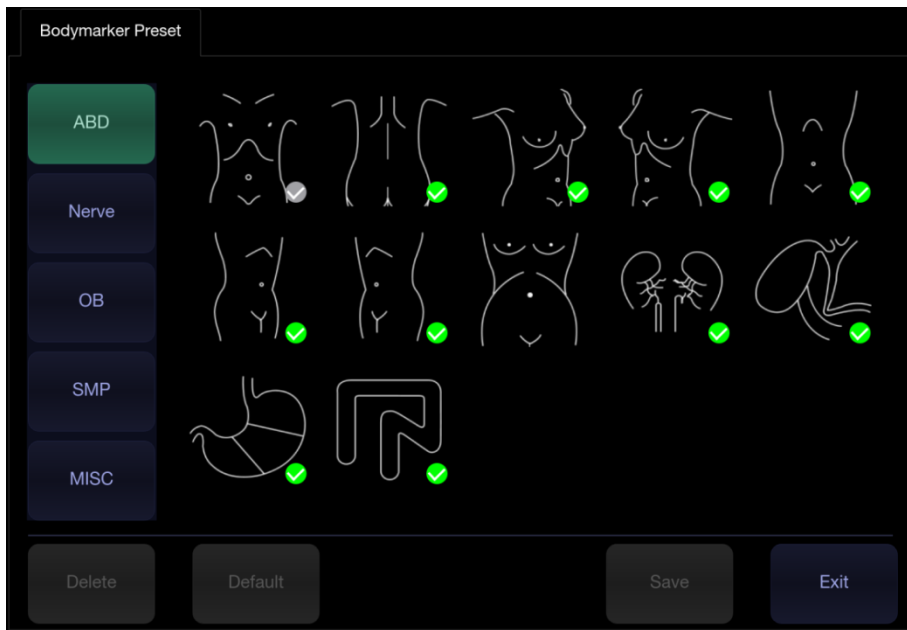 Bodymarker Preset
ABD
Nerve
OB
SMP
MISC
Delete
Default
Save
Exit